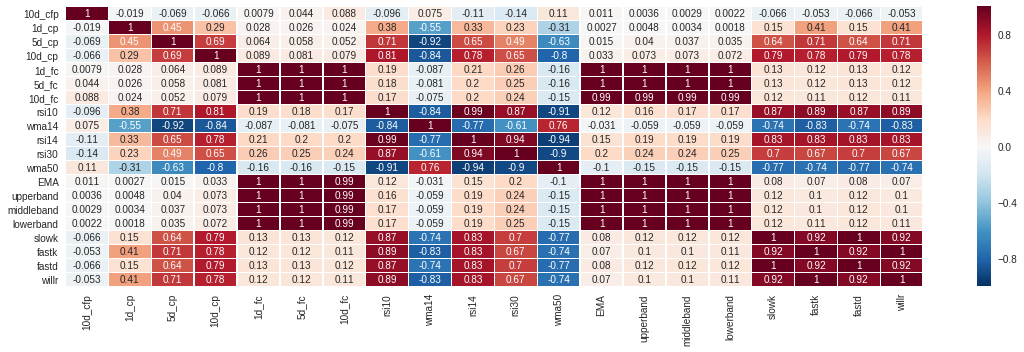 10d_cfp 1 -0.019 -0.069 -0.066 0.0079 0.044 0.088 -0.096 0.075 -0.11 -0.14 0.11 0.011 0.0036 0.0029 0.0022 -0.066 -0.053 -0.066 -0.053
1d_cp -0.019 1 0.45 0.29 0.028 0.026 0.024 0.38 -0.55 0.33 0.23 -0.31 0.0027 0.0048 0.0034 0.0018 0.15 0.41 0.15 0.41
5d_cp -0.069 0.45 1 0.69 0.064 0.058 0.052 0.71 -0.92 0.65 0.49 -0.63 0.015 0.04 0.037 0.035 0.64 0.71 0.64 0.71
10d_cp -0.066 0.29 0.69 1 0.089 0.081 0.079 0.81 -0.84 0.78 0.65 -0.8 0.033 0.073 0.073 0.072 0.79 0.78 0.79 0.78
1d_fc 0.0079 0.028 0.064 0.089 1 1 1 0.19 -0.087 0.21 0.26 -0.16 1 1 1 1 0.13 0.12 0.13 0.12
5d_fc 0.044 0.026 0.058 0.081 1 1 1 0.18 -0.081 0.2 0.25 -0.16 1 1 1 1 0.13 0.12 0.13 0.12
10d_fc 0.088 0.024 0.052 0.079 1 1 1 0.17 -0.075 0.2 0.24 -0.15 0.99 0.99 0.99 0.99 0.12 0.11 0.12 0.11
rsi10 -0.096 0.38 0.71 0.81 0.19 0.18 0.17 1 -0.84 0.99 0.87 -0.91 0.12 0.16 0.17 0.17 0.87 0.89 0.87 0.89
wma14 0.075 -0.55 -0.92 -0.84 -0.087 -0.081 -0.075 -0.84 1 -0.77 -0.61 0.76 -0.031 -0.059 -0.059 -0.059 -0.74 -0.83 -0.74 -0.83
rsi14 -0.11 0.33 0.65 0.78 0.21 0.2 0.2 0.99 -0.77 1 0.94 -0.94 0.15 0.19 0.19 0.19 0.83 0.83 0.83 0.83
rsi30 -0.14 0.23 0.49 0.65 0.26 0.25 0.24 0.87 -0.61 0.94 1 -0.9 0.2 0.24 0.24 0.25 0.7 0.67 0.7 0.67
wma50 0.11 -0.31 -0.63 -0.8 -0.16 -0.16 -0.15 -0.91 0.76 -0.94 -0.9 1 -0.1 -0.15 -0.15 -0.15 -0.77 -0.74 -0.77 -0.74
EMA 0.011 0.0027 0.015 0.033 1 1 0.99 0.12 -0.031 0.15 0.2 -0.1 1 1 1 1 0.08 0.07 0.08 0.07
upperband 0.0036 0.0048 0.04 0.073 1 1 0.99 0.16 -0.059 0.19 0.24 -0.15 1 1 1 1 0.12 0.1 0.12 0.1
middleband 0.0029 0.0034 0.037 0.073 1 1 0.99 0.17 -0.059 0.19 0.24 -0.15 1 1 1 1 0.12 0.11 0.12 0.11
lowerband 0.0022 0.0018 0.035 0.072 1 1 0.99 0.17 -0.059 0.19 0.25 -0.15 1 1 1 1 0.12 0.11 0.12 0.11
slowk -0.066 0.15 0.64 0.79 0.13 0.13 0.12 0.87 -0.74 0.83 0.7 -0.77 0.08 0.12 0.12 0.12 1 0.92 1 0.92
fastk -0.053 0.41 0.71 0.78 0.12 0.12 0.11 0.89 -0.83 0.83 0.67 -0.74 0.07 0.1 0.11 0.11 0.92 1 0.92 1
fastd -0.066 0.15 0.64 0.79 0.13 0.13 0.12 0.87 -0.74 0.83 0.7 -0.77 0.08 0.12 0.12 0.12 1 0.92 1 0.92
willr -0.053 0.41 0.71 0.78 0.12 0.12 0.11 0.89 -0.83 0.83 0.67 -0.74 0.07 0.1 0.11 0.11 0.92 1 0.92 1
10d_cfp 1d_cp 5d_cp 10d_cp 1d_fc 5d_fc 10d_fc rsi10 wma14 rsi14 rsi30 wma50 EMA upperband middleband lowerband slowk fastk fastd willr
0.8
0.4
0.0
−0.4
−0.8